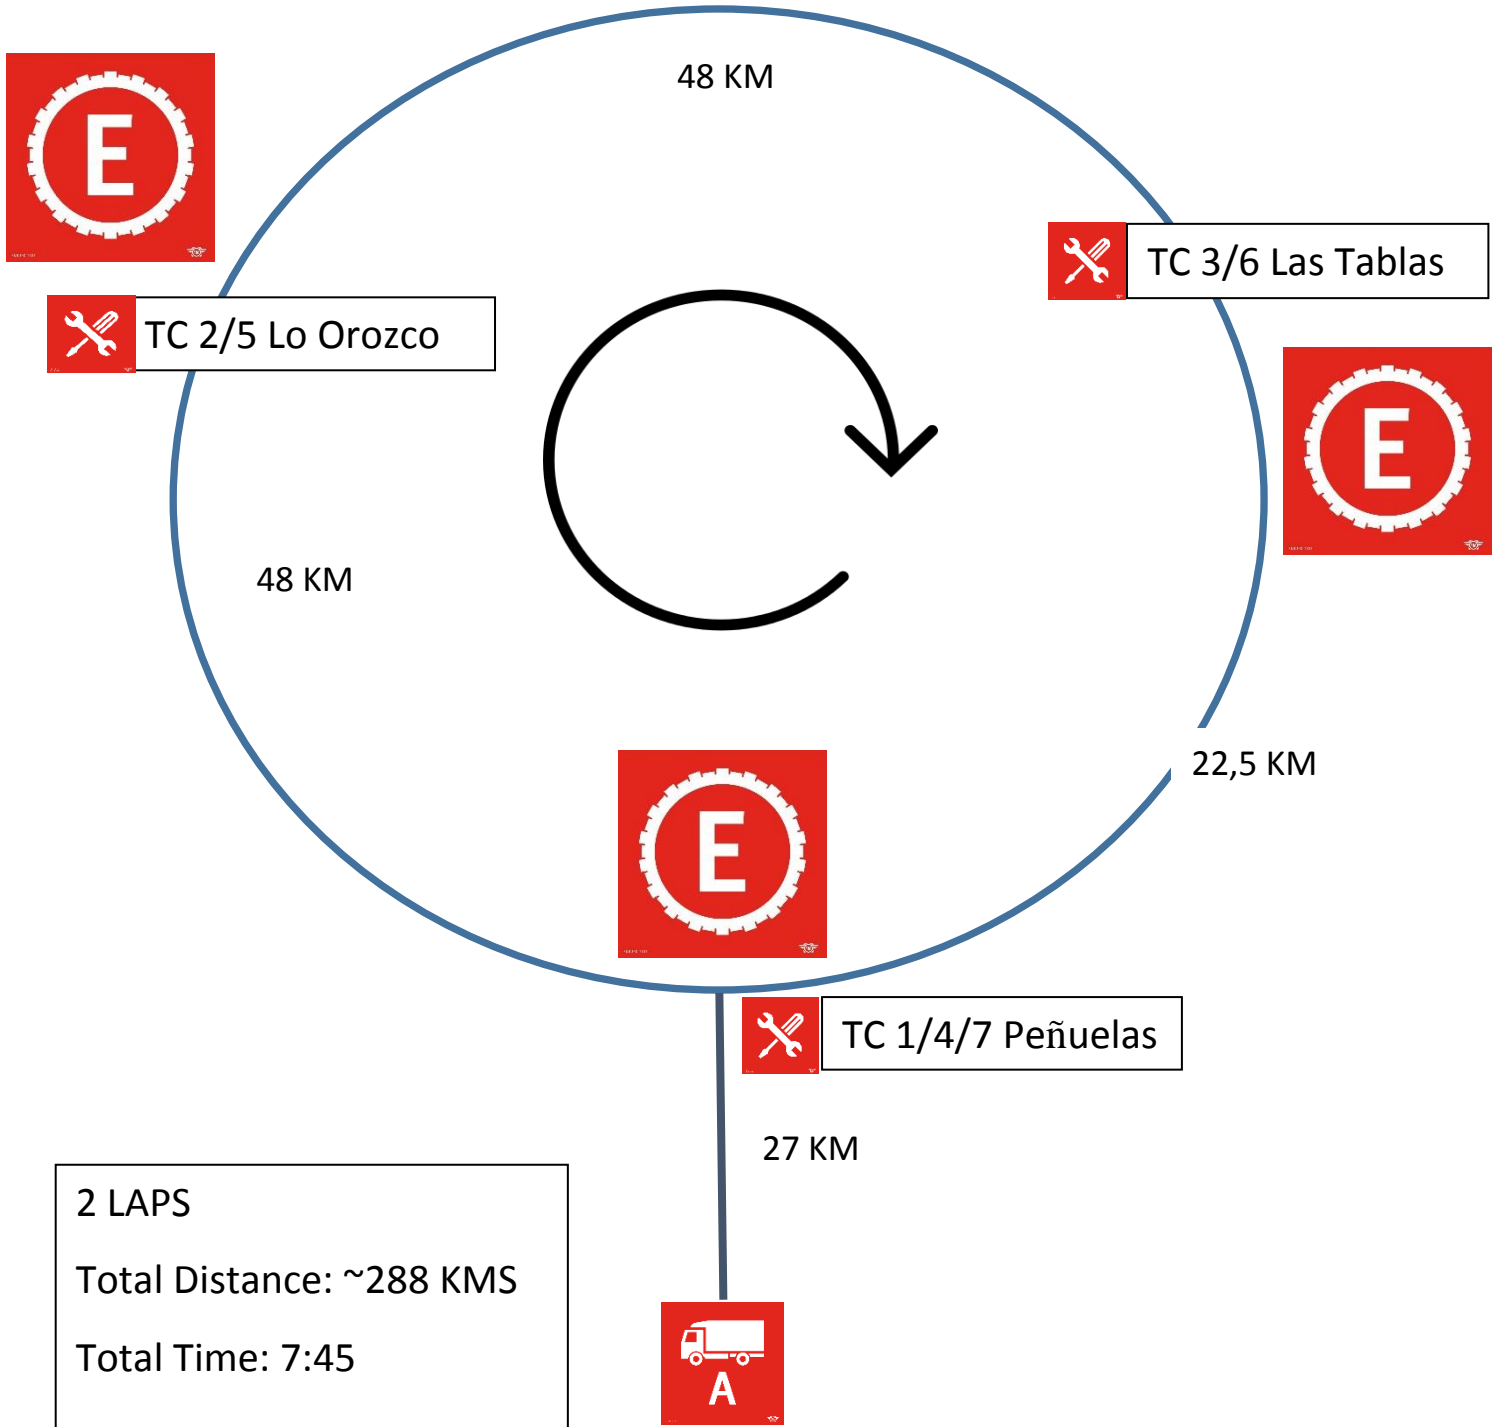 48 KM
E
TC 3/6 Las Tablas
TC 2/5 Lo Orozco
E
48 KM
22,5 KM
E
TC 1/4/7 Peñuelas
27 KM
2 LAPS
Total Distance: ~288 KMS
Total Time: 7:45
A